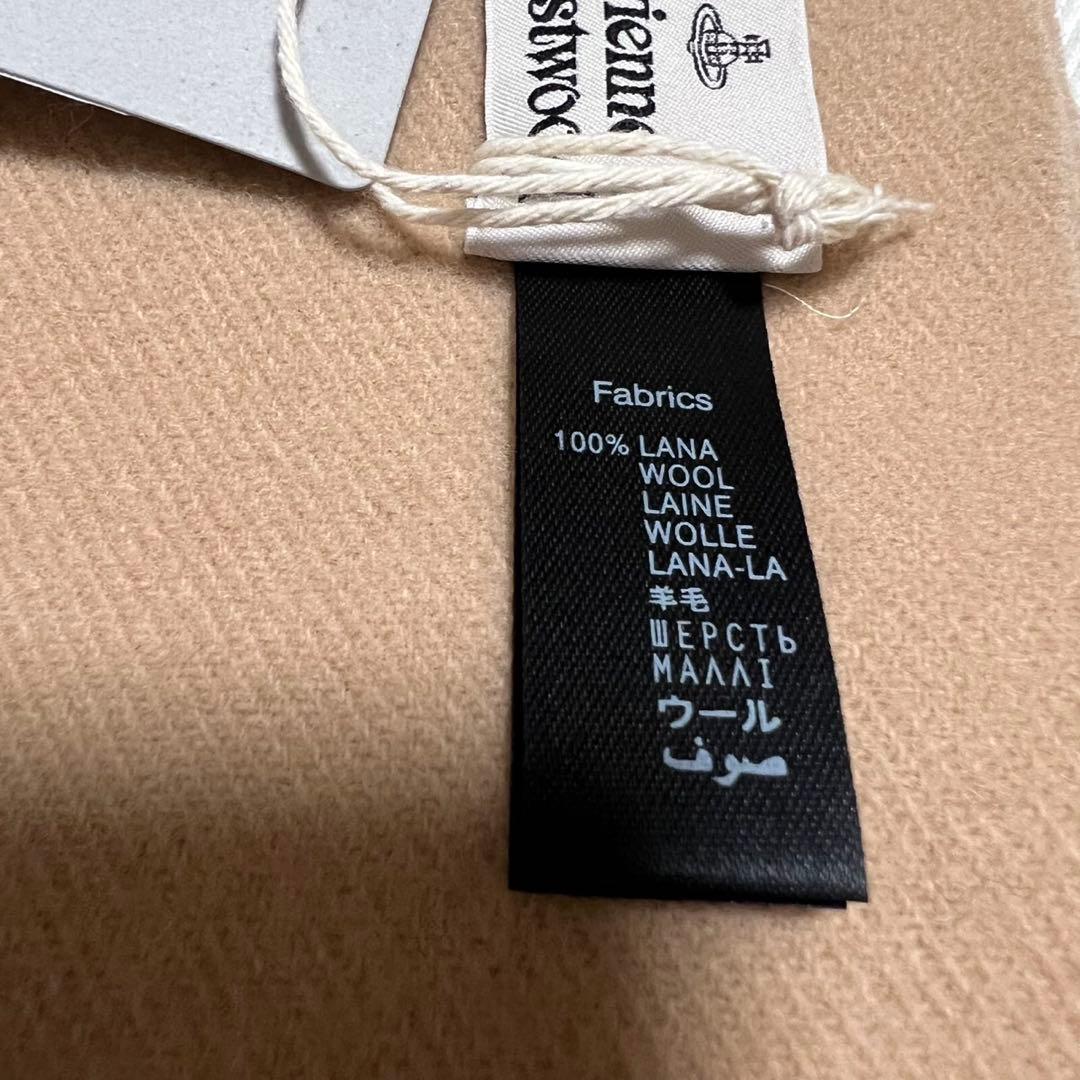 Fabrics
100% LANA
WOOL
LAINE
WOLLE
LANA-LA
羊毛
ШЕРСТЬ
ΜΑΛΛΙ
ウール
صوف